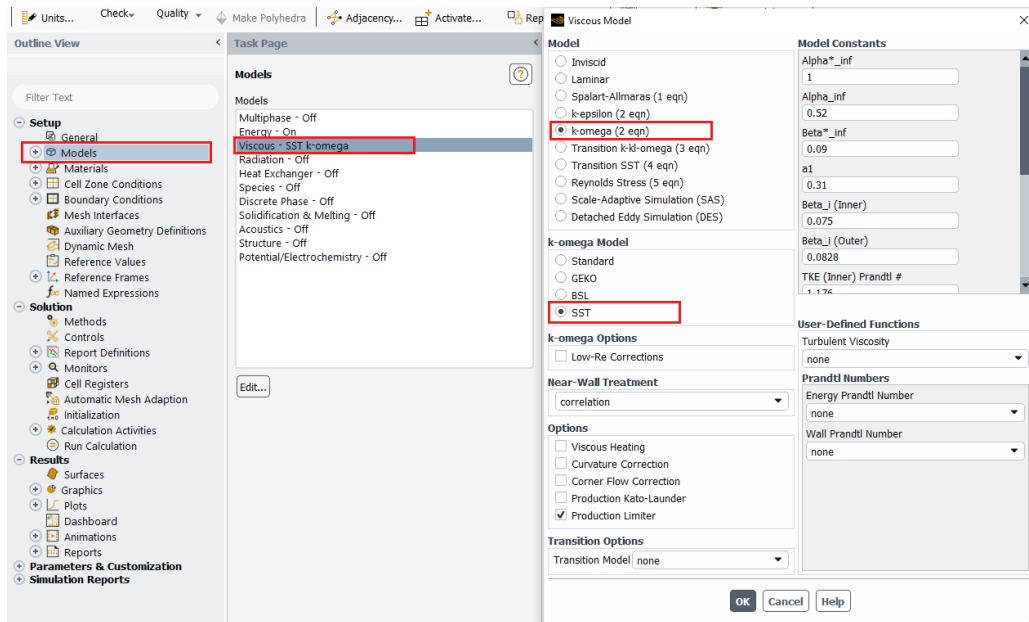 Units...
Check
Quality
Make Polyhedra
Adjacency...
Activate...
Rep
Outline View
Filter Text
Setup
General
Models
Materials
Cell Zone Conditions
Boundary Conditions
Mesh Interfaces
Auxiliary Geometry Definitions
Dynamic Mesh
Reference Values
Reference Frames
Named Expressions
Solution
Methods
Controls
Report Definitions
Monitors
Cell Registers
Automatic Mesh Adaption
Initialization
Calculation Activities
Run Calculation
Results
Surfaces
Graphics
Plots
Dashboard
Animations
Reports
Parameters & Customization
Simulation Reports
Task Page
Models
Models
Multiphase - Off
Energy - On
Viscous - SST k-omega
Radiation - Off
Heat Exchanger - Off
Species - Off
Discrete Phase - Off
Solidification & Melting - Off
Acoustics - Off
Structure - Off
Potential/Electrochemistry - Off
Edit...
Viscous Model
Model
Inviscid
Laminar
Spalart-Allmaras (1 eqn)
k-epsilon (2 eqn)
k-omega (2 eqn)
Transition k-kl-omega (3 eqn)
Transition SST (4 eqn)
Reynolds Stress (5 eqn)
Scale-Adaptive Simulation (SAS)
Detached Eddy Simulation (DES)
k-omega Model
Standard
GEKO
BSL
SST
k-omega Options
Low-Re Corrections
Near-Wall Treatment
correlation
Options
Viscous Heating
Curvature Correction
Corner Flow Correction
Production Kato-Launder
Production Limiter
Transition Options
Transition Model none
Model Constants
Alpha*_inf
1
Alpha_inf
0.52
Beta*_inf
0.09
a1
0.31
Beta_i (Inner)
0.075
Beta_i (Outer)
0.0828
TKE (Inner) Prandtl #
1.176
User-Defined Functions
Turbulent Viscosity
none
Prandtl Numbers
Energy Prandtl Number
none
Wall Prandtl Number
none
OK
Cancel
Help